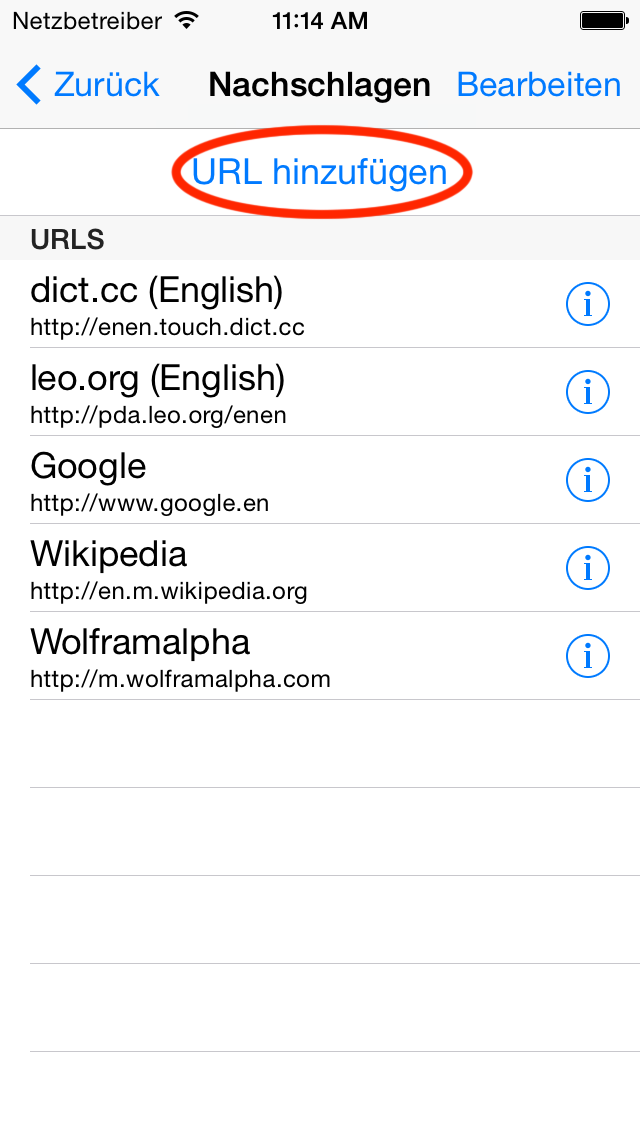 Netzbetreiber 11:14 AM
Zurück Nachschlagen Bearbeiten
URL hinzufügen
URLS
dict.cc (English)
http://enen.touch.dict.cc
leo.org (English)
http://pda.leo.org/enen
Google
http://www.google.en
Wikipedia
http://en.m.wikipedia.org
Wolframalpha
http://m.wolframalpha.com